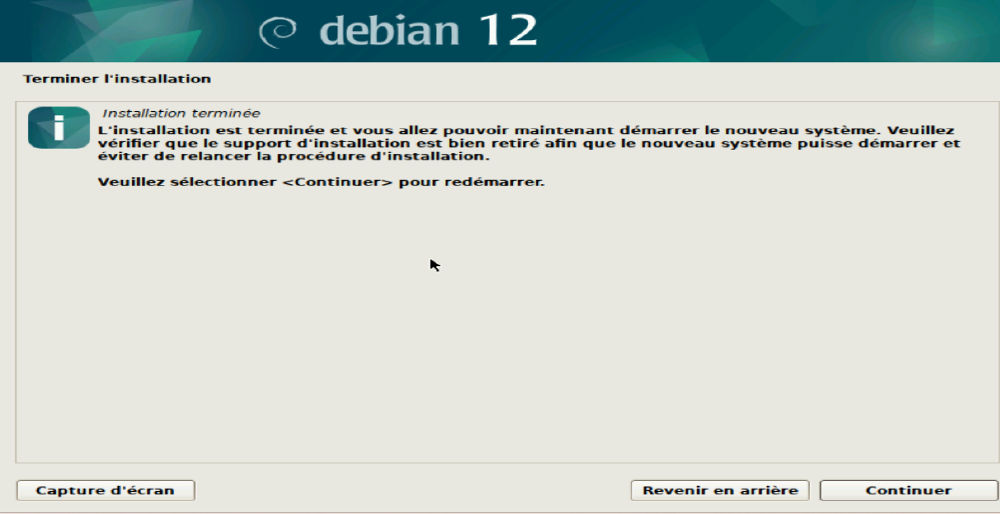 debian 12
Terminer l'installation
Installation terminée
L'installation est terminée et vous allez pouvoir maintenant démarrer le nouveau système. Veuillez
vérifier que le support d'installation est bien retiré afin que le nouveau système puisse démarrer et
éviter de relancer la procédure d'installation.
Veuillez sélectionner <Continuer> pour redémarrer.
Capture d'écran
Revenir en arrière
Continuer